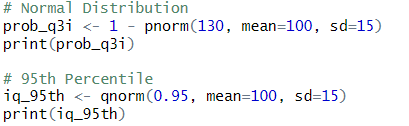 # Normal Distribution
prob_q3i <- 1 - pnorm(130, mean=100, sd=15)
print(prob_q3i)
# 95th Percentile
iq_95th <- qnorm(0.95, mean=100, sd=15)
print(iq_95th)